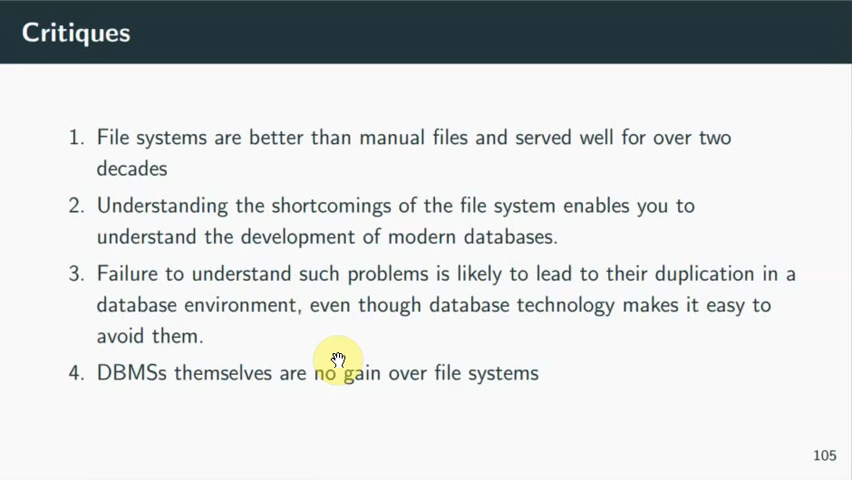 Critiques
1. File systems are better than manual files and served well for over two
decades
2. Understanding the shortcomings of the file system enables you to
understand the development of modern databases.
3. Failure to understand such problems is likely to lead to their duplication in a
database environment, even though database technology makes it easy to
avoid them.
4. DBMSs themselves are no gain over file systems
105